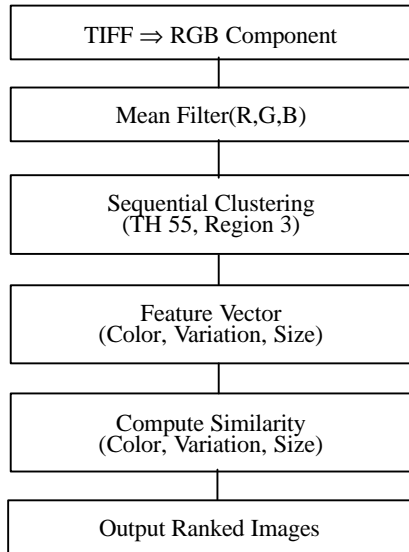 TIFF ⇒ RGB Component
Mean Filter(R,G,B)
Sequential Clustering
(TH 55, Region 3)
Feature Vector
(Color, Variation, Size)
Compute Similarity
(Color, Variation, Size)
Output Ranked Images